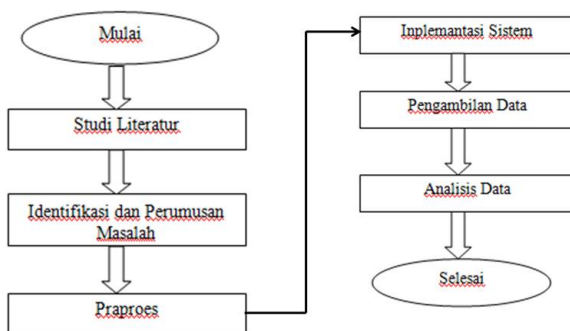 Mulai
Studi Literatur
Identifikasi dan Perumusan
Masalah
Praproes
Inplemantasi Sistem
Pengambilan Data
Analisis Data
Selesai